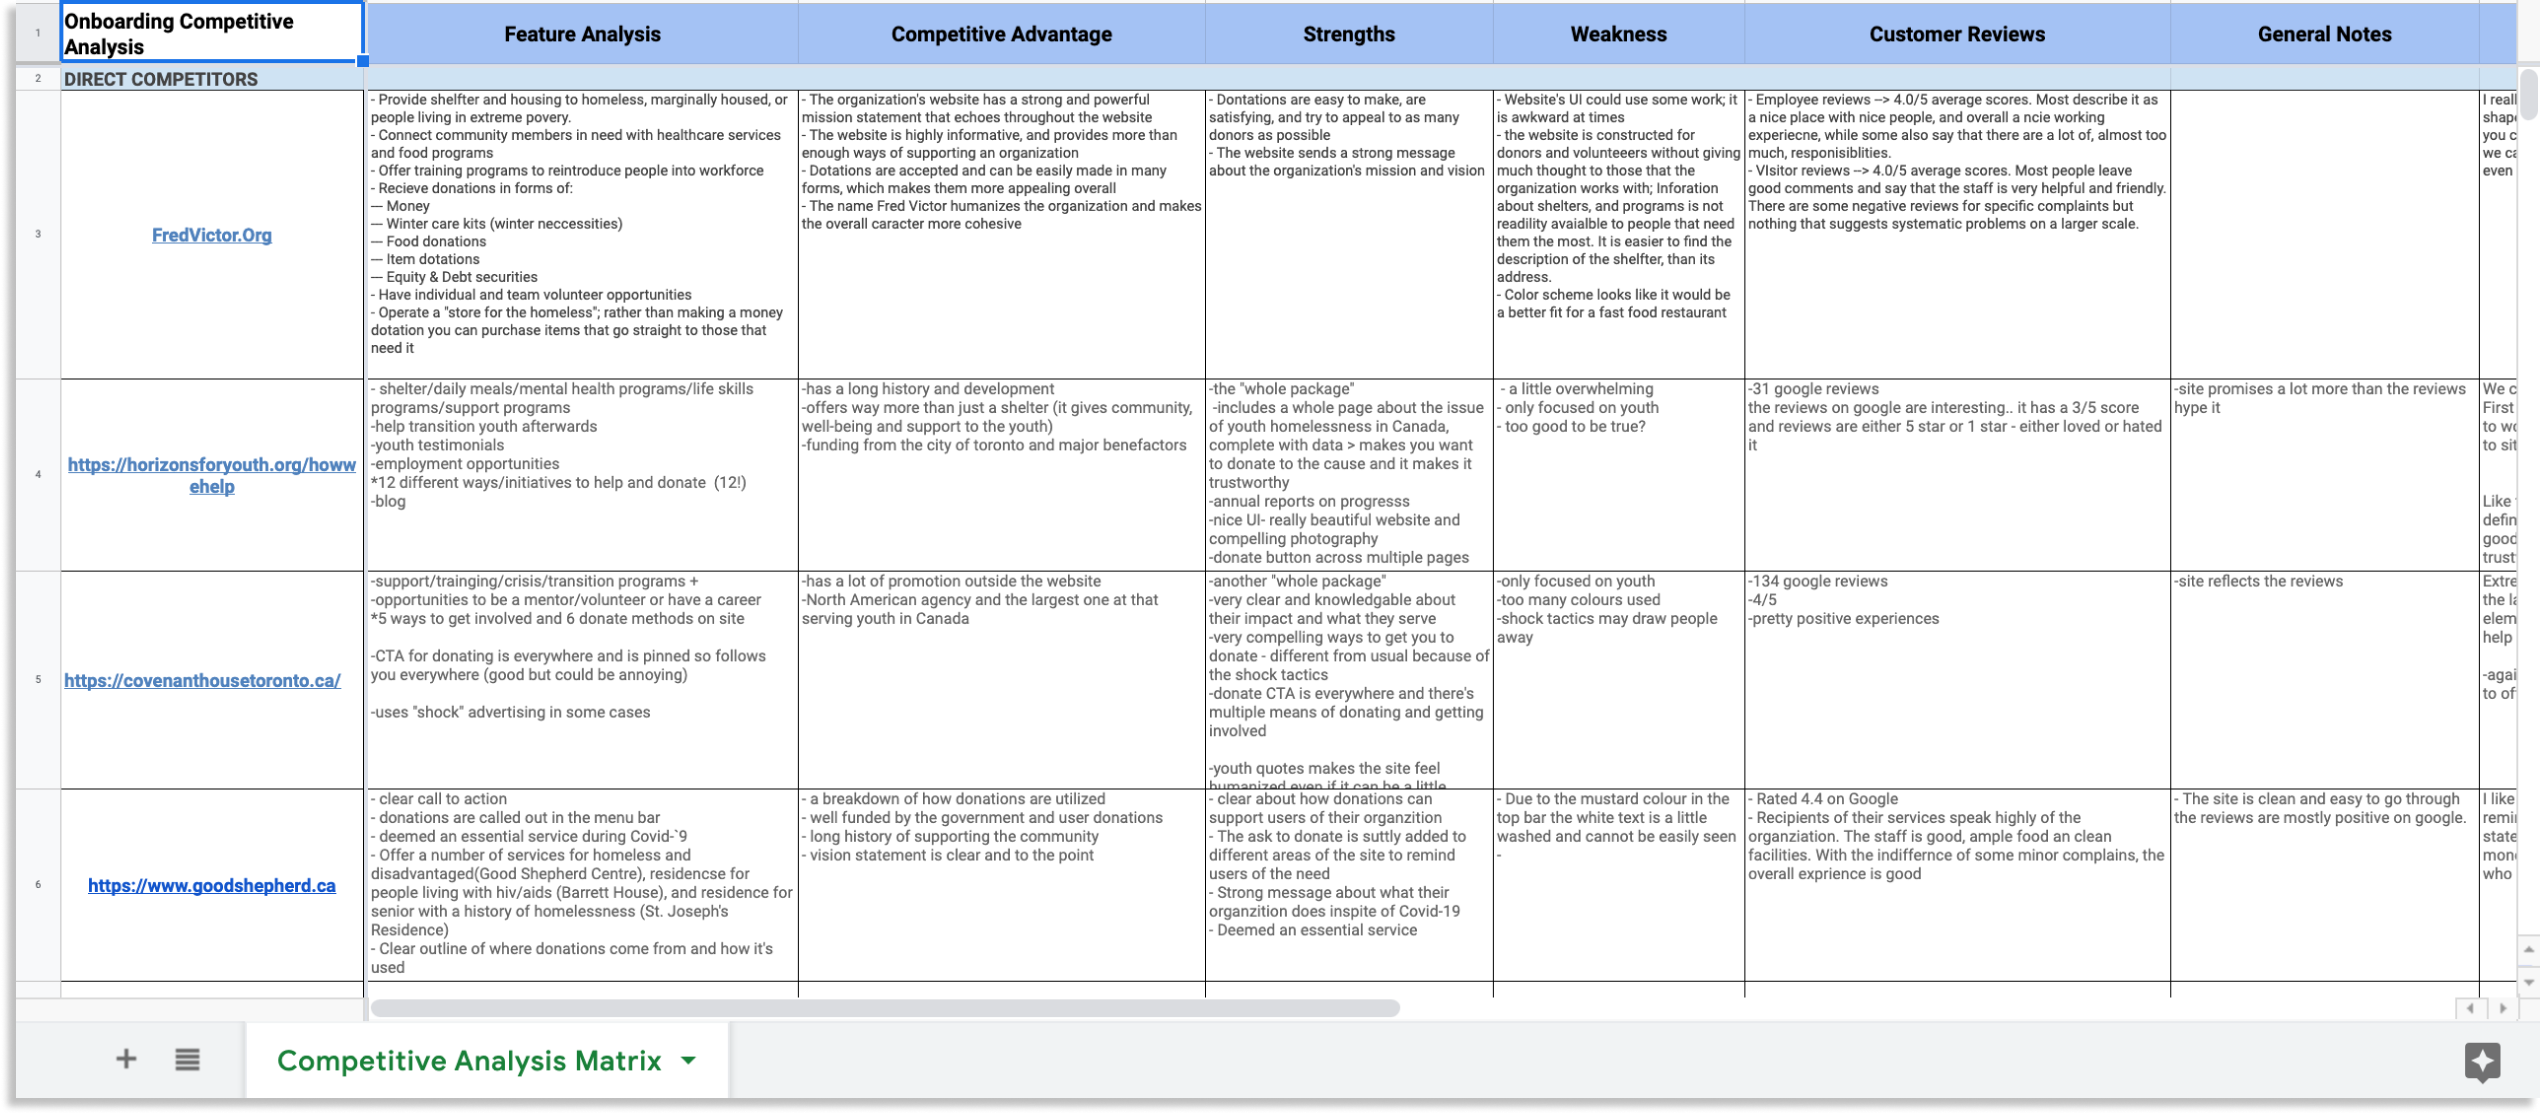 1
Onboarding Competitive
Analysis
Feature Analysis
Competitive Advantage
Strengths
Weakness
Customer Reviews
General Notes
2
DIRECT COMPETITORS
3
FredVictor.Org
- Provide shelfter and housing to homeless, marginally housed, or
people living in extreme povery.
- Connect community members in need with healthcare services
and food programs
- Offer training programs to reintroduce people into workforce
- Recieve donations in forms of:
--- Money
--- Winter care kits (winter neccessities)
--- Food donations
--- Item dotations
--- Equity & Debt securities
- Have individual and team volunteer opportunities
- Operate a "store for the homeless"; rather than making a money
dotation you can purchase items that go straight to those that
need it
- The organization's website has a strong and powerful
mission statement that echoes throughout the website
- The website is highly informative, and provides more than
enough ways of supporting an organization
- Dotations are accepted and can be easily made in many
forms, which makes them more appealing overall
- The name Fred Victor humanizes the organization and makes
the overall caracter more cohesive
- Dontations are easy to make, are
satisfying, and try to appeal to as many
donors as possible
- The website sends a strong message
about the organization's mission and vision
- Website's UI could use some work; it
is awkward at times
- the website is constructed for
donors and volunteeers without giving
much thought to those that the
organization works with; Inforation
about shelters, and programs is not
readility avaialble to people that need
them the most. It is easier to find the
description of the shelfter, than its
address.
- Color scheme looks like it would be
a better fit for a fast food restaurant
- Employee reviews --> 4.0/5 average scores. Most describe it as
a nice place with nice people, and overall a ncie working
experiecne, while some also say that there are a lot of, almost too
much, responisiblities.
- VIsitor reviews --> 4.0/5 average scores. Most people leave
good comments and say that the staff is very helpful and friendly.
There are some negative reviews for specific complaints but
nothing that suggests systematic problems on a larger scale.
I reall
shape
you c
we ca
even
4
https://horizonsforyouth.org/howw
ehelp
- shelter/daily meals/mental health programs/life skills
programs/support programs
-help transition youth afterwards
-youth testimonials
-employment opportunities
*12 different ways/initiatives to help and donate (12!)
-blog
-has a long history and development
-offers way more than just a shelter (it gives community,
well-being and support to the youth)
-funding from the city of toronto and major benefactors
-the "whole package"
-includes a whole page about the issue
of youth homelessness in Canada,
complete with data > makes you want
to donate to the cause and it makes it
trustworthy
-annual reports on progresss
-nice UI- really beautiful website and
compelling photography
-donate button across multiple pages
- a little overwhelming
- only focused on youth
- too good to be true?
-31 google reviews
the reviews on google are interesting.. it has a 3/5 score
and reviews are either 5 star or 1 star - either loved or hated
it
-site promises a lot more than the reviews
hype it
We c
First
to wo
to sit
Like
defin
good
trust
5
https://covenanthousetoronto.ca/
-support/trainging/crisis/transition programs +
-opportunities to be a mentor/volunteer or have a career
*5 ways to get involved and 6 donate methods on site
-CTA for donating is everywhere and is pinned so follows
you everywhere (good but could be annoying)
-uses "shock" advertising in some cases
-has a lot of promotion outside the website
-North American agency and the largest one at that
serving youth in Canada
-another "whole package"
-very clear and knowledgable about
their impact and what they serve
-very compelling ways to get you to
donate - different from usual because of
the shock tactics
-donate CTA is everywhere and there's
multiple means of donating and getting
involved
-youth quotes makes the site feel
humanized even if it can be a little
-only focused on youth
-too many colours used
-shock tactics may draw people
away
-134 google reviews
-4/5
-pretty positive experiences
-site reflects the reviews
Extre
the la
elem
help
-agai
to of
6
https://www.goodshepherd.ca
- clear call to action
- donations are called out in the menu bar
- deemed an essential service during Covid-`9
- Offer a number of services for homeless and
disadvantaged(Good Shepherd Centre), residencse for
people living with hiv/aids (Barrett House), and residence for
senior with a history of homelessness (St. Joseph's
Residence)
- Clear outline of where donations come from and how it's
used
- a breakdown of how donations are utilized
- well funded by the government and user donations
- long history of supporting the community
- vision statement is clear and to the point
- clear about how donations can
support users of their organzition
- The ask to donate is suttly added to
different areas of the site to remind
users of the need
- Strong message about what their
organzition does inspite of Covid-19
- Deemed an essential service
- Due to the mustard colour in the
top bar the white text is a little
washed and cannot be easily seen
-
- Rated 4.4 on Google
- Recipients of their services speak highly of the
organziation. The staff is good, ample food an clean
facilities. With the indiffernce of some minor complains, the
overall exprience is good
- The site is clean and easy to go through
the reviews are mostly positive on google.
I like
remi
state
mon
who
Competitive Analysis Matrix